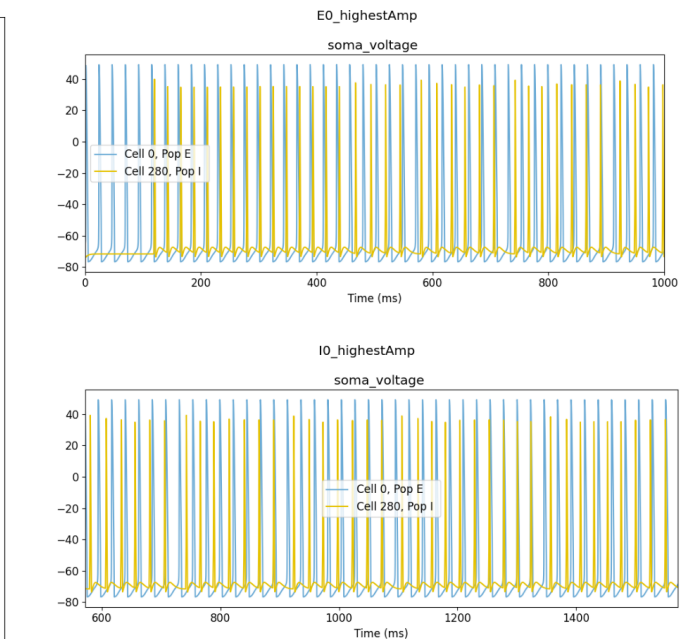 E0_highestAmp
soma_voltage
40
20
0
−20
−40
−60
−80
Cell 0, Pop E
Cell 280, Pop I
0
200
400
600
800
1000
Time (ms)
I0_highestAmp
soma_voltage
40
20
0
−20
−40
−60
−80
Cell 0, Pop E
Cell 280, Pop I
600
800
1000
1200
1400
Time (ms)